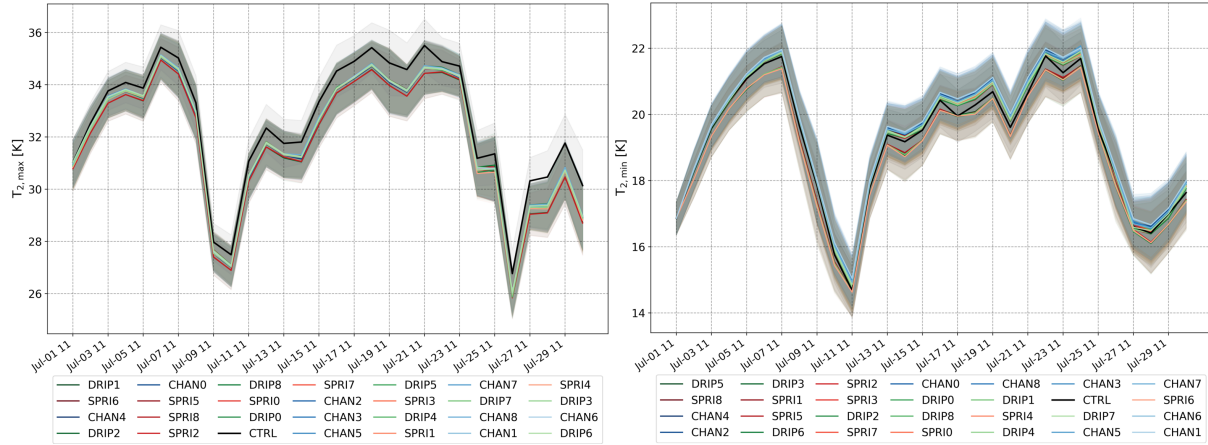 T2,max [K]
36
34
32
30
28
26
Jul-01 11
Jul-03 11
Jul-05 11
Jul-07 11
Jul-09 11
Jul-11 11
Jul-13 11
Jul-15 11
Jul-17 11
Jul-19 11
Jul-21 11
Jul-23 11
Jul-25 11
Jul-27 11
Jul-29 11
DRIP1 CHAN0 DRIP8 SPRI7 DRIP5 CHAN7 SPRI4
SPRI6 SPRI5 SPRI0 CHAN2 SPRI3 DRIP7 DRIP3
CHAN4 SPRI8 DRIP0 CHAN3 DRIP4 CHAN8 CHAN6
DRIP2 SPRI2 CTRL CHAN5 SPRI1 CHAN1 DRIP6
T2,min [K]
22
20
18
16
14
Jul-01 11
Jul-03 11
Jul-05 11
Jul-07 11
Jul-09 11
Jul-11 11
Jul-13 11
Jul-15 11
Jul-17 11
Jul-19 11
Jul-21 11
Jul-23 11
Jul-25 11
Jul-27 11
Jul-29 11
DRIP5 DRIP3 SPRI2 CHAN0 CHAN8 CHAN3 CHAN7
SPRI8 SPRI1 SPRI3 DRIP0 DRIP1 CTRL SPRI6
CHAN4 SPRI5 DRIP2 DRIP8 SPRI4 DRIP7 CHAN6
CHAN2 DRIP6 SPRI7 SPRI0 DRIP4 CHAN5 CHAN1